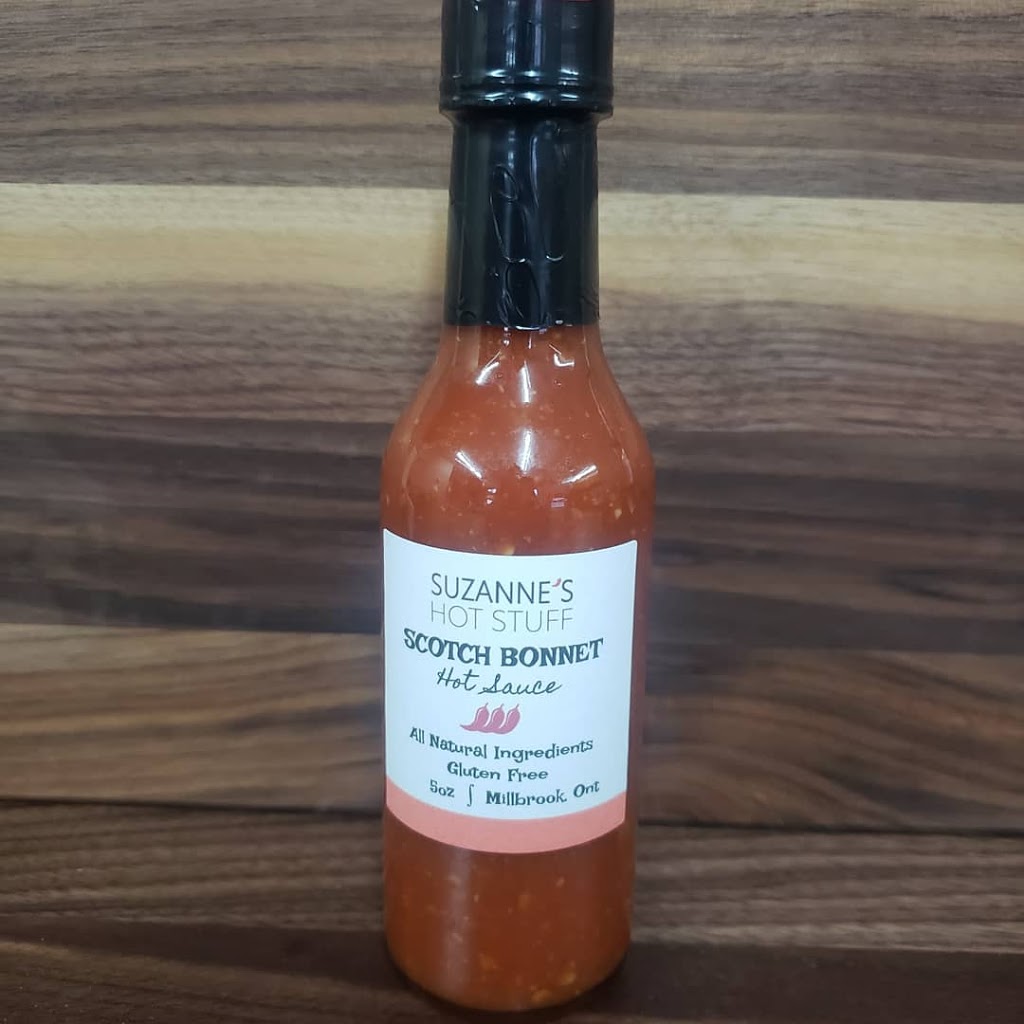 SUZANNE'S
HOT STUFF
SCOTCH BONNET
Hot Sauce
All Natural Ingredients
Gluten Free
5oz ∫ Millbrook, Ont